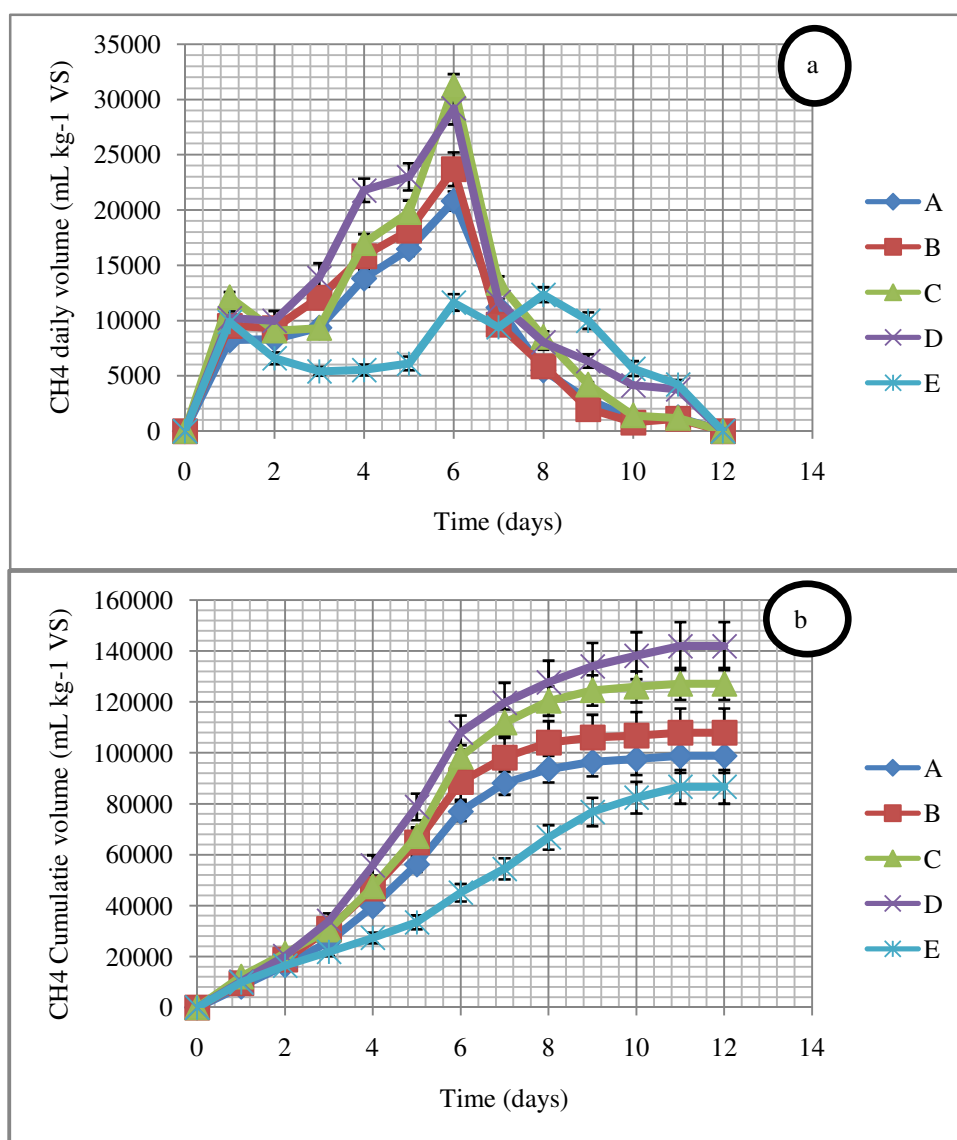 a
CH4 daily volume (mL kg-1 VS)
35000
30000
25000
20000
15000
10000
5000
0
0 2 4 6 8 10 12 14
Time (days)
A
B
C
D
E
b
CH4 Cumulatie volume (mL kg-1 VS)
160000
140000
120000
100000
80000
60000
40000
20000
0
0 2 4 6 8 10 12 14
Time (days)
A
B
C
D
E